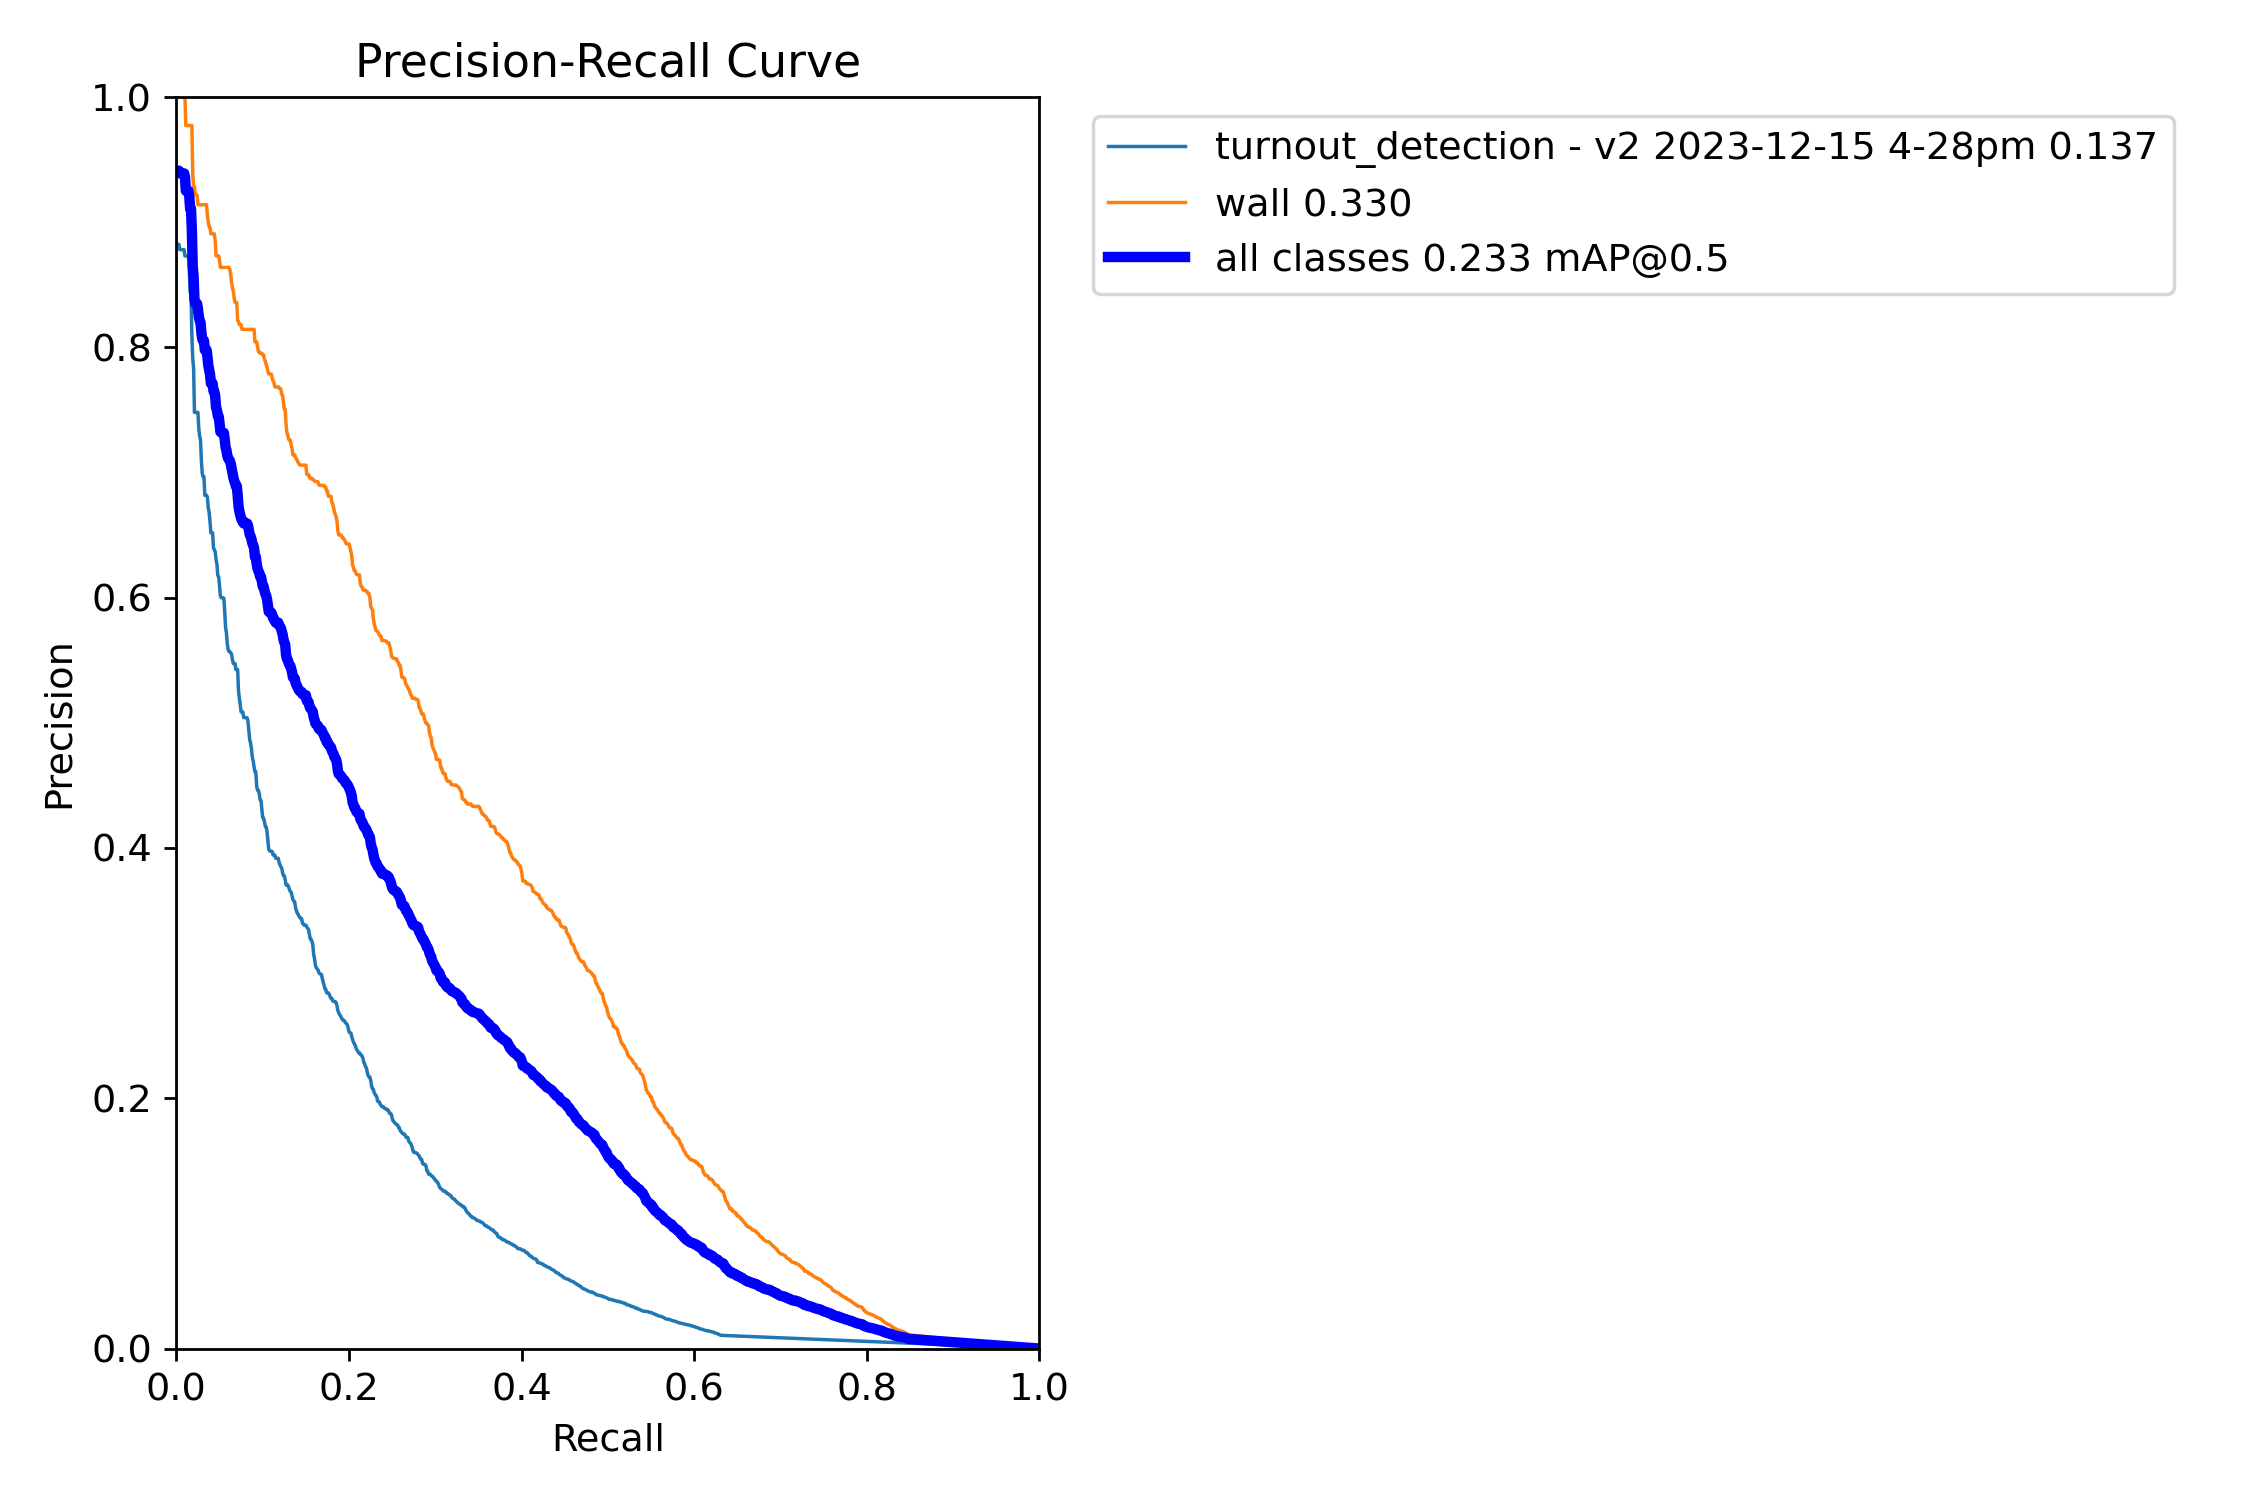 Precision-Recall Curve
1.0
0.8
0.6
0.4
0.2
0.0
Precision
0.0 0.2 0.4 0.6 0.8 1.0
Recall
turnout_detection - v2 2023-12-15 4-28pm 0.137
wall 0.330
all classes 0.233 mAP@0.5